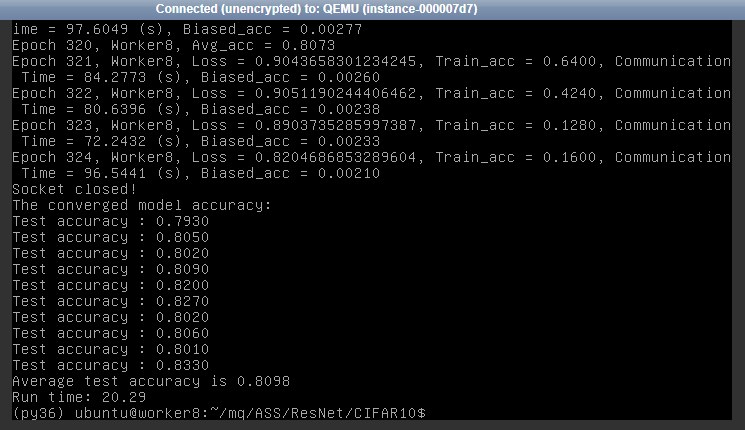 Connected (unencrypted) to: QEMU (instance-000007d7)
ime = 97.6049 (s), Biased_acc = 0.00277
Epoch 320, Worker8, Avg_acc = 0.8073
Epoch 321, Worker8, Loss = 0.9043658301234245, Train_acc = 0.6400, Communication
 Time = 84.2773 (s), Biased_acc = 0.00260
Epoch 322, Worker8, Loss = 0.9051190244406462, Train_acc = 0.4240, Communication
 Time = 80.6396 (s), Biased_acc = 0.00238
Epoch 323, Worker8, Loss = 0.8903735285997387, Train_acc = 0.1280, Communication
 Time = 72.2432 (s), Biased_acc = 0.00233
Epoch 324, Worker8, Loss = 0.8204686853289604, Train_acc = 0.1600, Communication
 Time = 96.5441 (s), Biased_acc = 0.00210
Socket closed!
The converged model accuracy:
Test accuracy : 0.7930
Test accuracy : 0.8050
Test accuracy : 0.8020
Test accuracy : 0.8090
Test accuracy : 0.8200
Test accuracy : 0.8270
Test accuracy : 0.8020
Test accuracy : 0.8060
Test accuracy : 0.8010
Test accuracy : 0.8330
Average test accuracy is 0.8098
Run time: 20.29
(py36) ubuntu@worker8:~/mq/ASS/ResNet/CIFAR10$